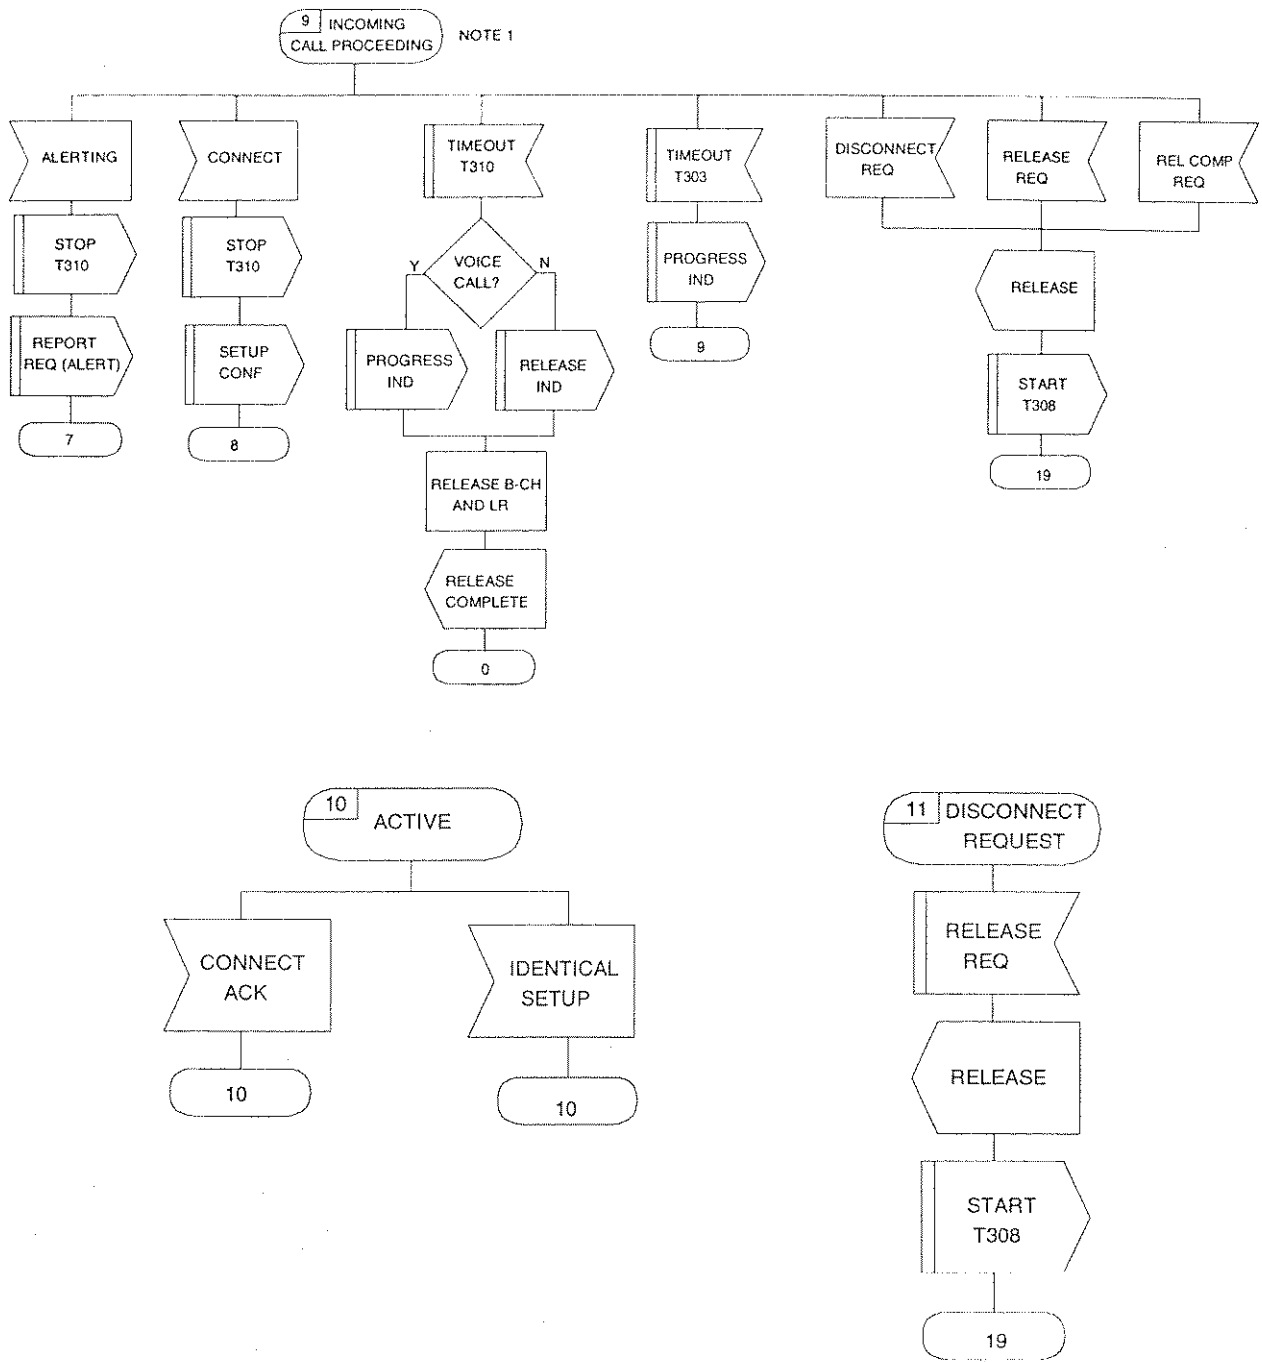 9 INCOMING
CALL PROCEEDING
NOTE 1
ALERTING
CONNECT
TIMEOUT
T310
TIMEOUT
T303
DISCONNECT
REQ
RELEASE
REQ
REL COMP
REQ
STOP
T310
STOP
T310
Y
VOICE
CALL?
N
PROGRESS
IND
RELEASE
REPORT
REQ (ALERT)
SETUP
CONF
PROGRESS
IND
RELEASE
IND
9
START
T308
7
8
19
RELEASE B-CH
AND LR
RELEASE
COMPLETE
0
10
ACTIVE
CONNECT
ACK
IDENTICAL
SETUP
10
10
11 DISCONNECT
REQUEST
RELEASE
REQ
RELEASE
START
T308
19